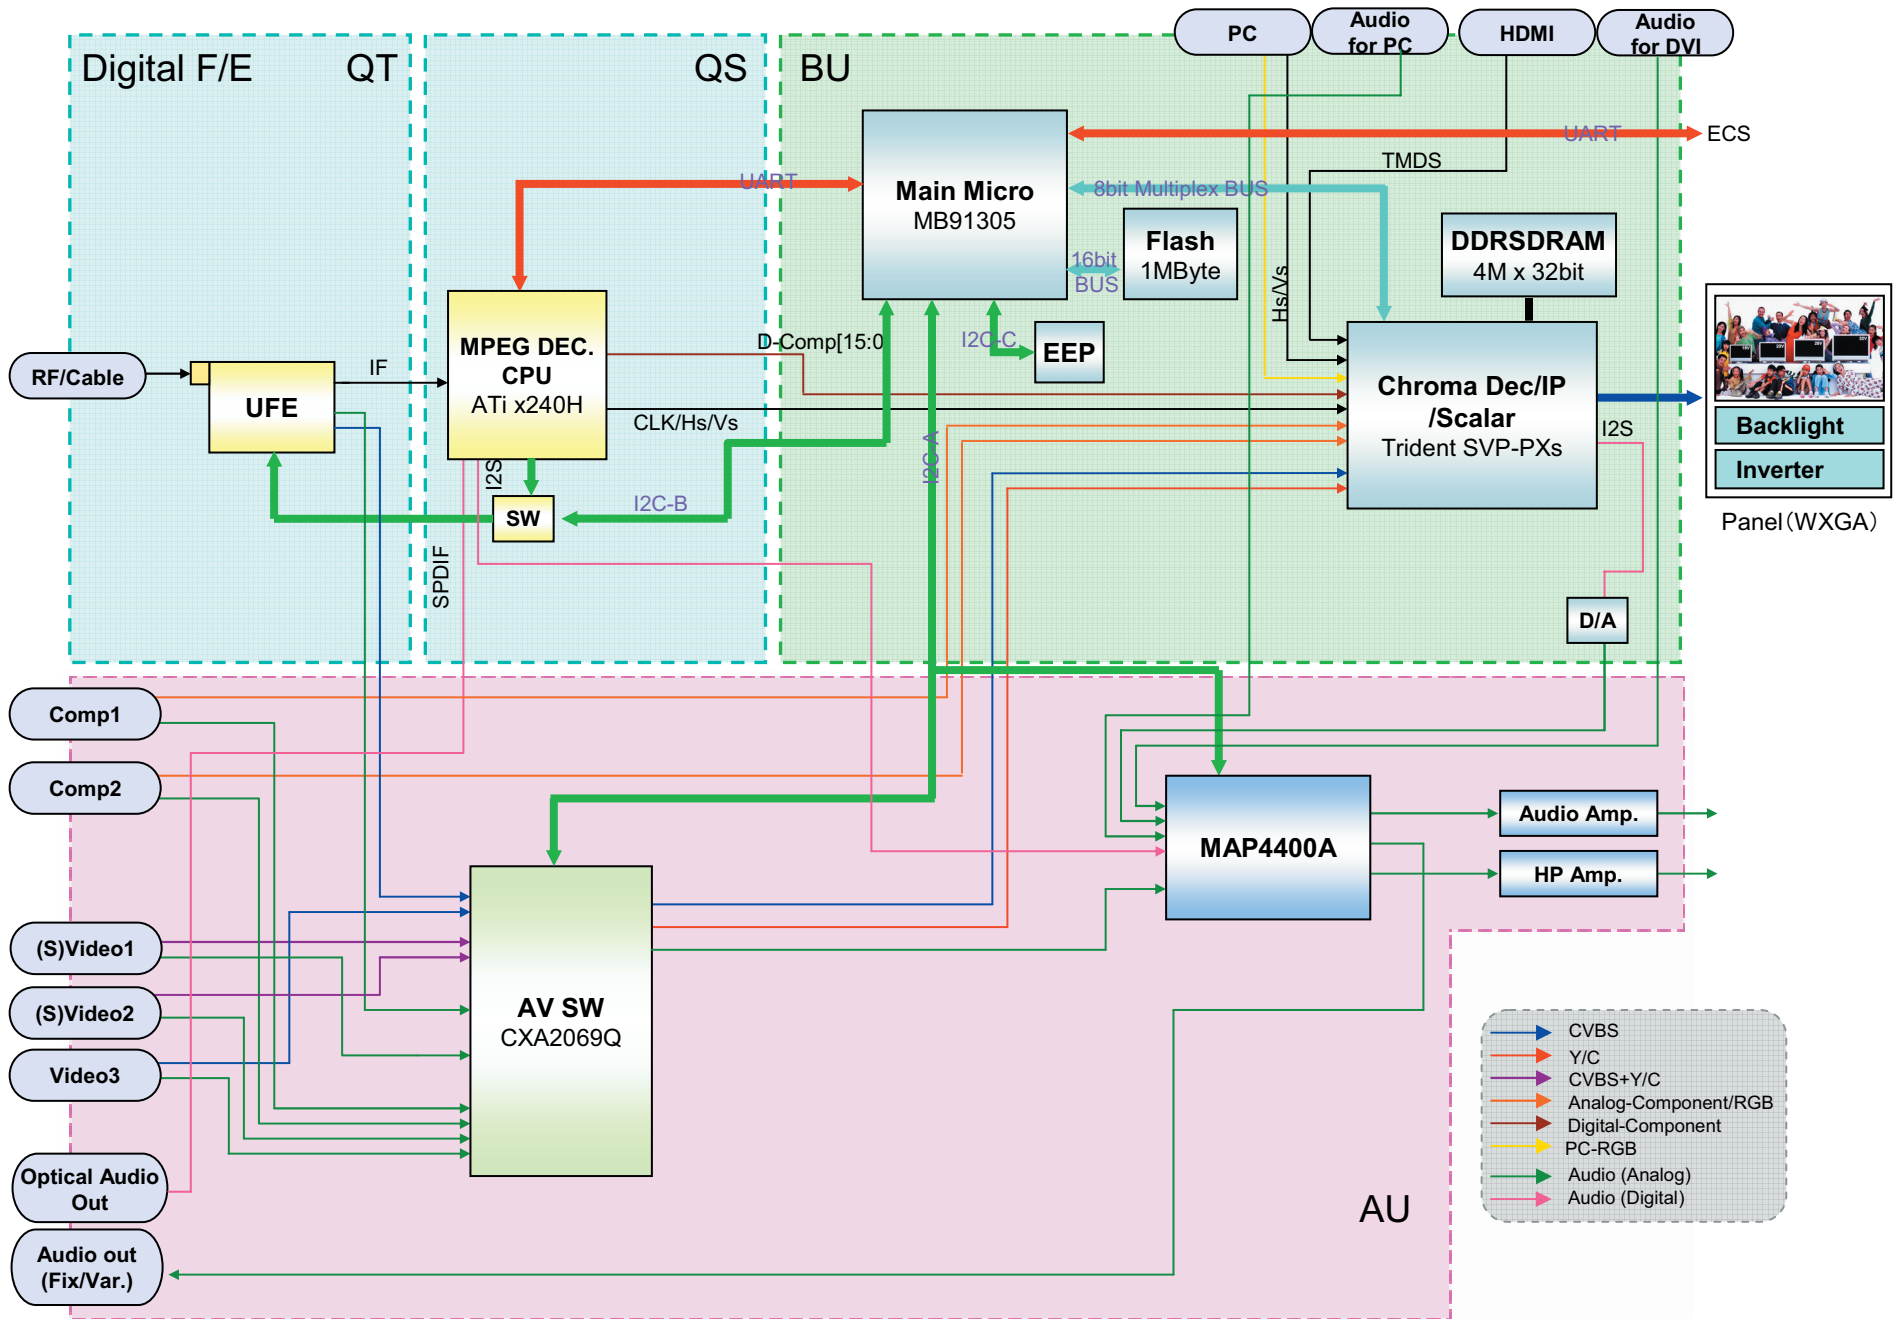 PC
Audio
for PC
HDMI
Audio
for DVI
Digital F/E
QT
QS
BU
UART
ECS
TMDS
Main Micro
MB91305
UART
8bit Multiplex BUS
Flash
1MByte
16bit
BUS
DDRSDRAM
4M x 32bit
Hs/Vs
MPEG DEC.
CPU
ATi x240H
D-Comp[15:0
I2C-C
EEP
RF/Cable
IF
UFE
CLK/Hs/Vs
Chroma Dec/IP
/Scalar
Trident SVP-PXs
I2S
Backlight
Inverter
Panel(WXGA)
I2S
I2C-A
SW
I2C-B
SPDIF
D/A
Comp1
Comp2
MAP4400A
Audio Amp.
HP Amp.
(S)Video1
(S)Video2
Video3
AV SW
CXA2069Q
Optical Audio
Out
Audio out
(Fix/Var.)
AU
CVBS
Y/C
CVBS+Y/C
Analog-Component/RGB
Digital-Component
PC-RGB
Audio (Analog)
Audio (Digital)